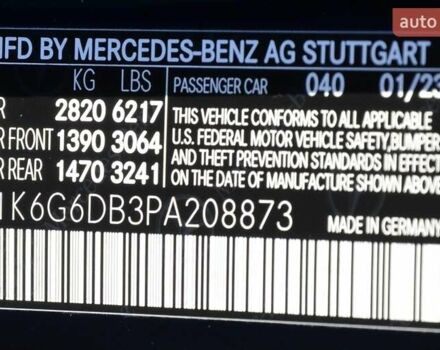 auto
MFD BY MERCEDES-BENZ AG STUTTGART
KG LBS PASSENGER CAR 040 01/23
R 2820 6217
R FRONT 1390 3064
R REAR 1470 3241
THIS VEHICLE CONFORMS TO ALL APPLICABLE
U.S. FEDERAL MOTOR VEHICLE SAFETY, BUMPER
AND THEFT PREVENTION STANDARDS IN EFFECT
ON THE DATE OF MANUFACTURE SHOWN ABOVE.
1K6G6DB3PA208873
MADE IN GERMANY